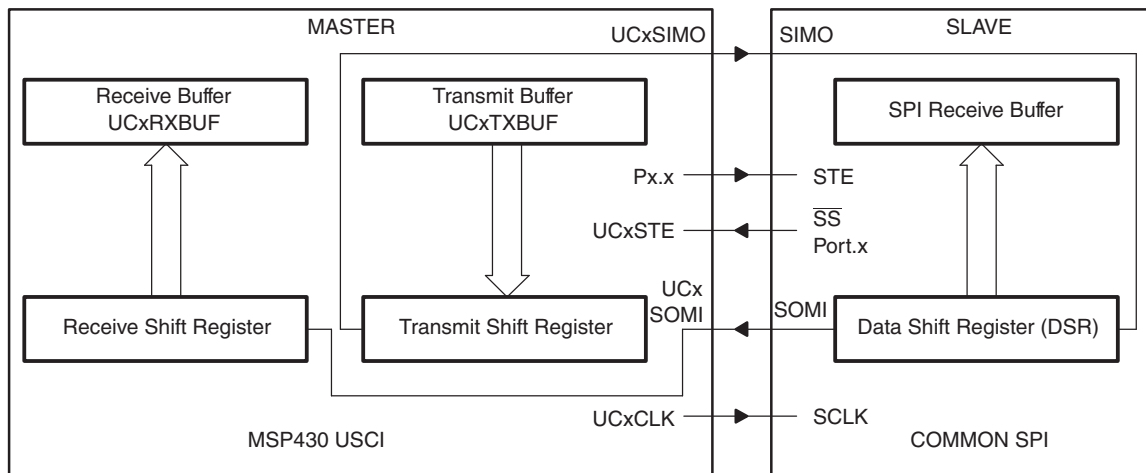 MASTER
UCxSIMO
SIMO
SLAVE
Receive Buffer
UCxRXBUF
Transmit Buffer
UCxTXBUF
SPI Receive Buffer
Px.x
STE
UCxSTE
SS
Port.x
UCx
SOMI
SOMI
Receive Shift Register
Transmit Shift Register
Data Shift Register (DSR)
UCxCLK
SCLK
MSP430 USCI
COMMON SPI